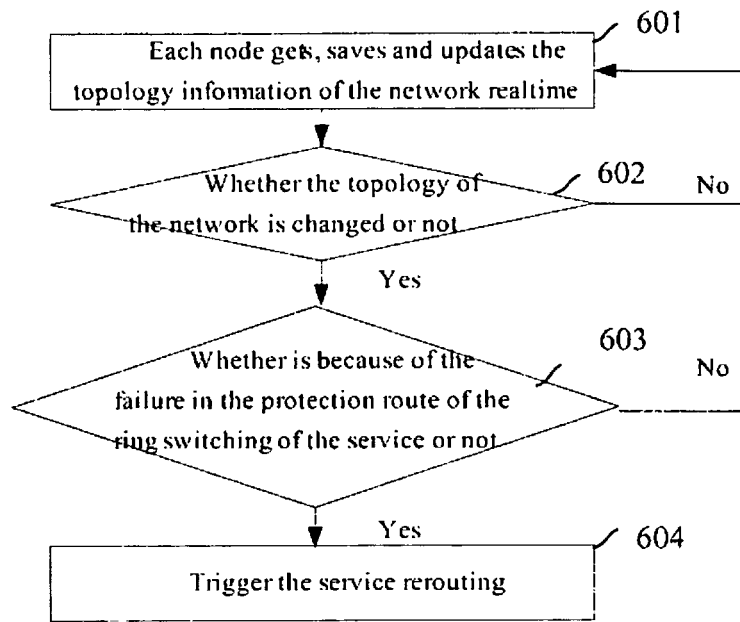 601
Each node gets, saves and updates the
topology information of the network realtime
602
Whether the topology of
the network is changed or not
No
Yes
603
Whether is because of the
failure in the protection route of the
ring switching of the service or not
No
Yes
604
Trigger the service rerouting